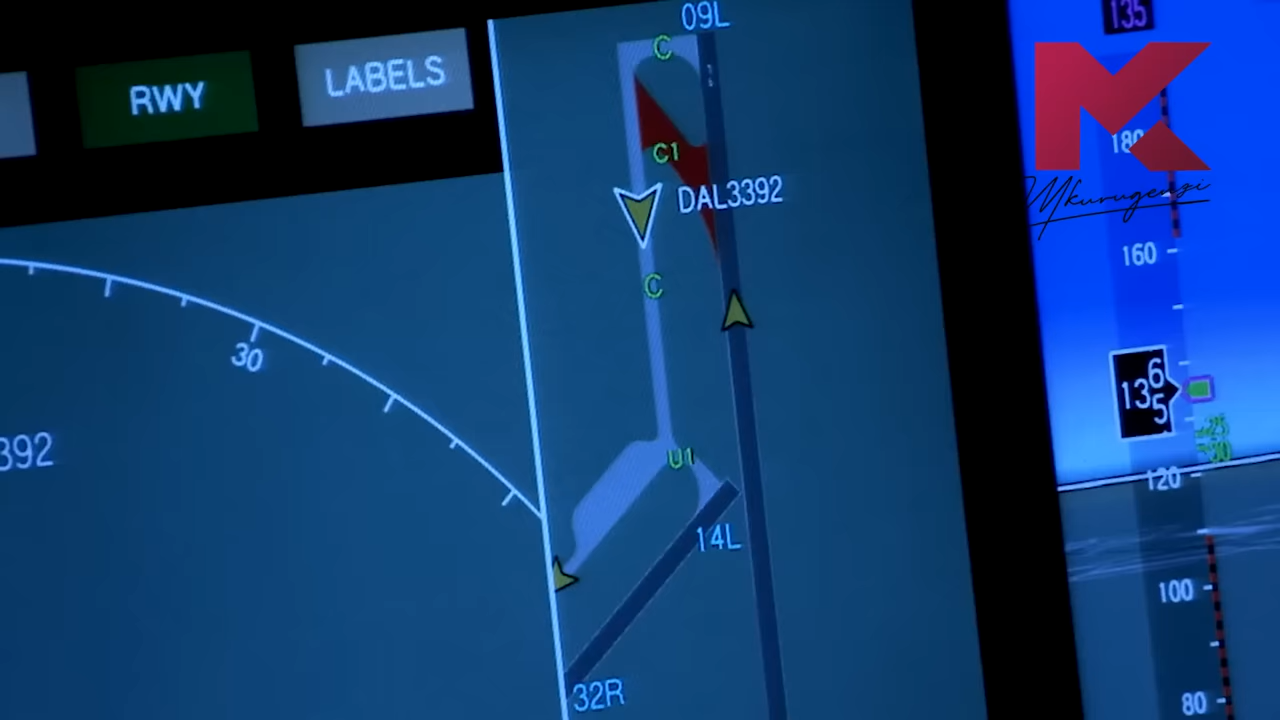 RWY
LABELS
30
392
09L
C
C1
DAL3392
C
U1
14L
32R
135
180
160
13
6
5
120
100
80
Mkurugenzi